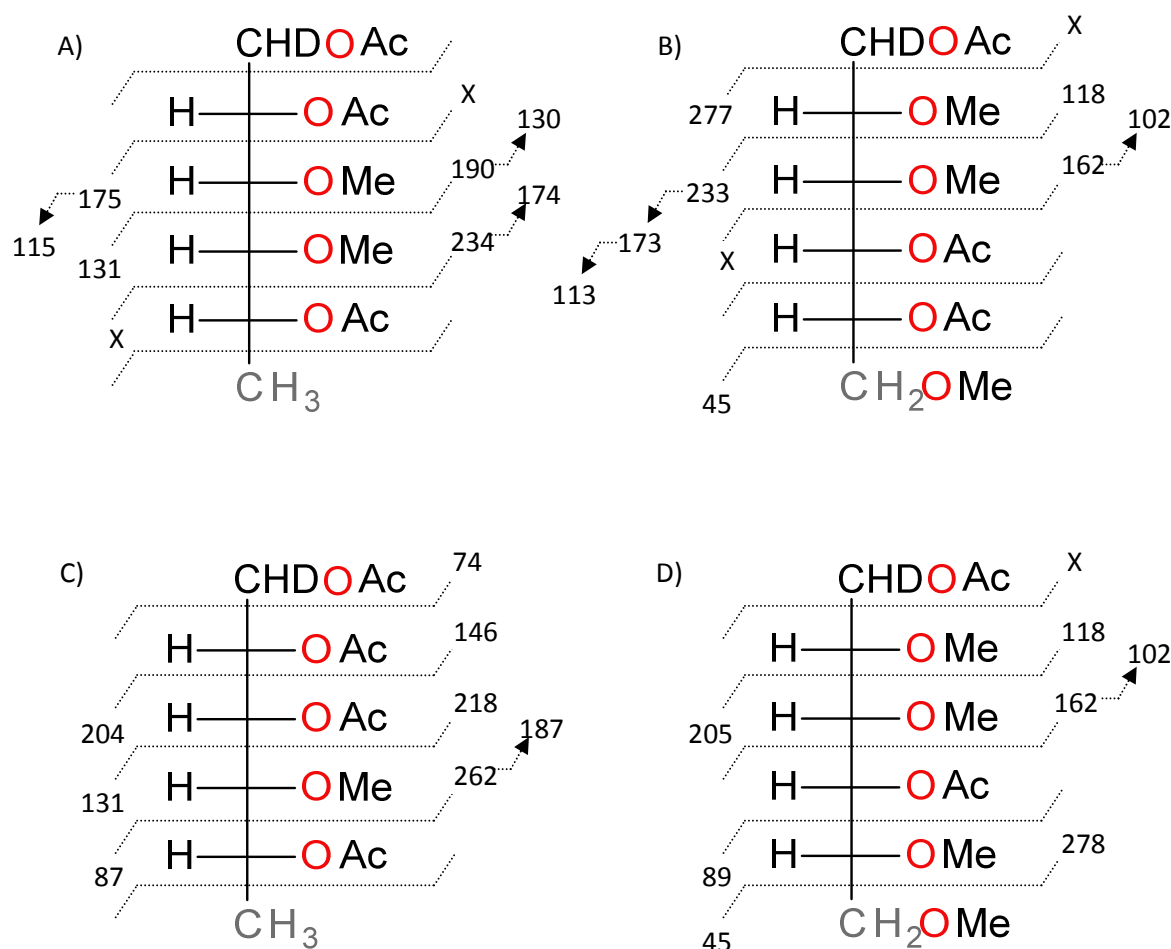 A)
CHDOAc
H OAc X
130
H OMe 190
175 174
115
H OMe 234
131
H OAc
X
CH3
B)
CHDOAc X
277 H OMe 118
102
H OMe 162
233
173 H OAc
X
113
H OAc
45 CH2OMe
C)
CHDOAc 74
H OAc 146
204 H OAc 218
187
131 H OMe 262
87 H OAc
CH3
D)
CHDOAc X
H OMe 118
102
205 H OMe 162
H OAc
89 H OMe 278
45 CH2OMe